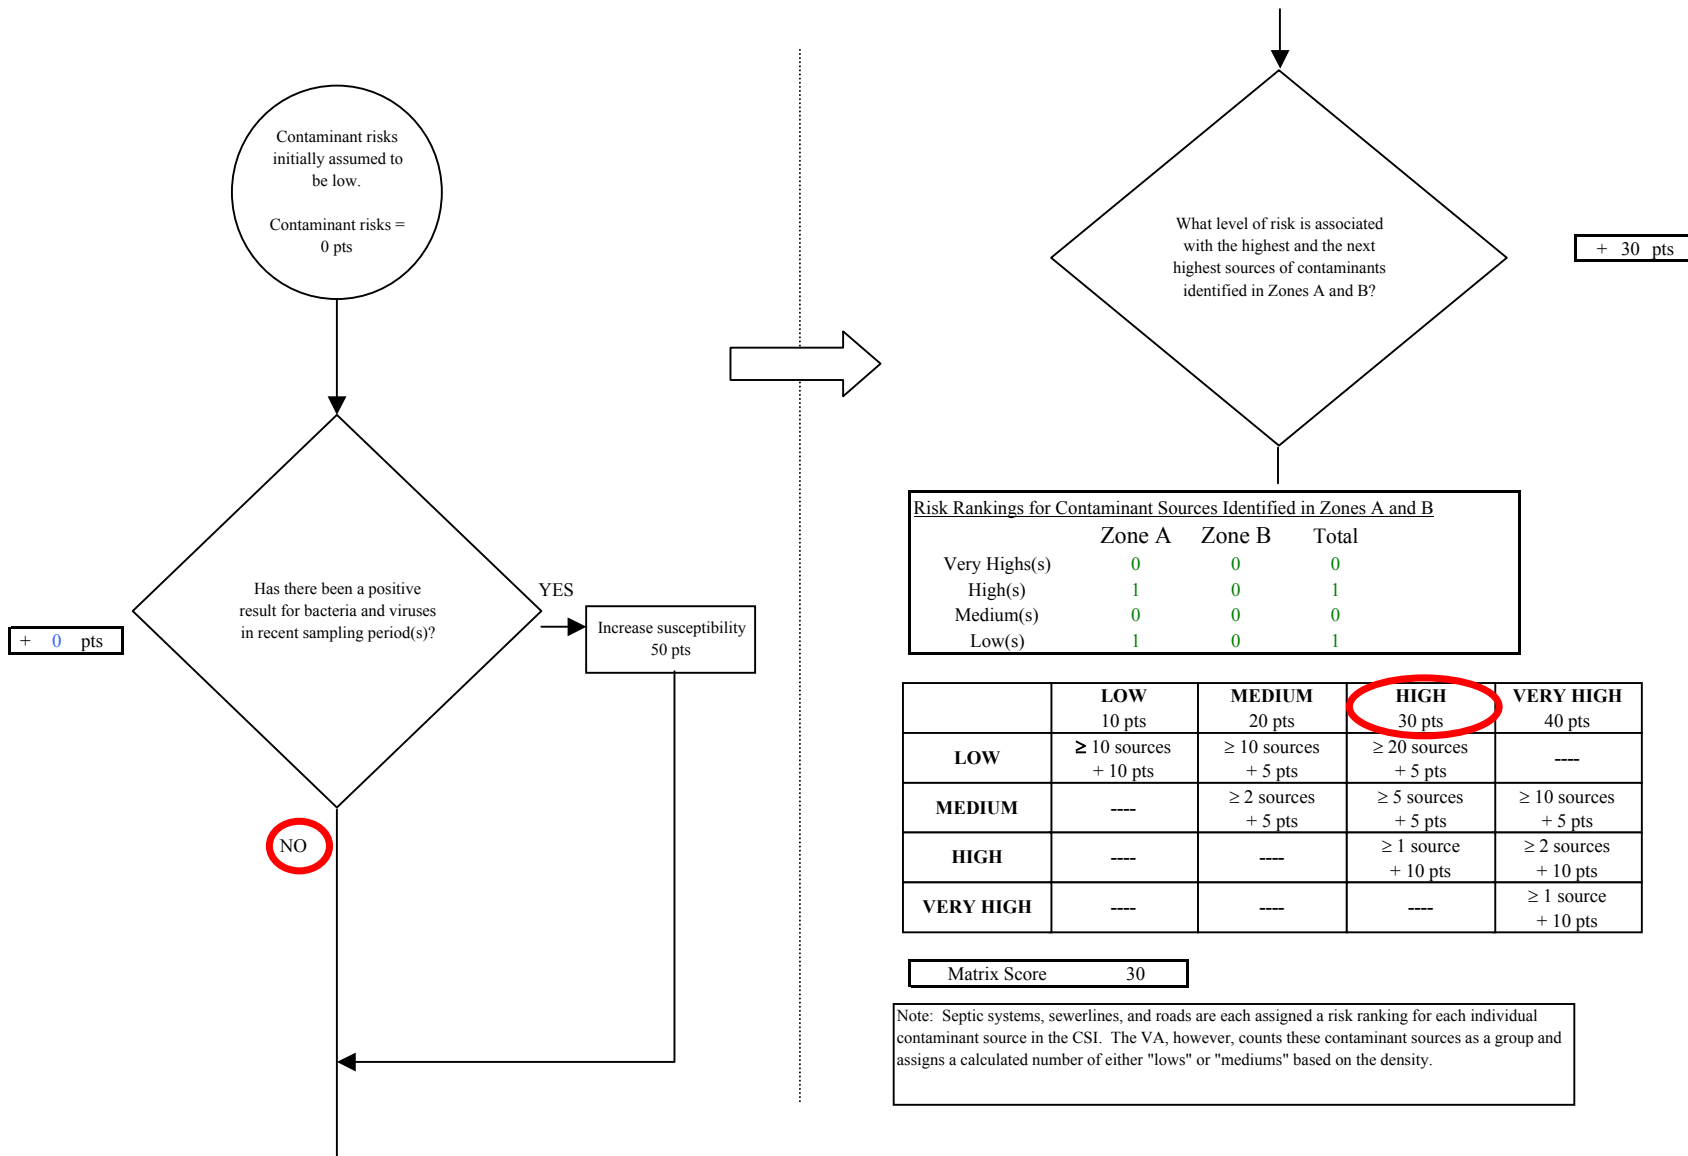 Contaminant risks
initially assumed to
be low.
Contaminant risks =
0 pts
Has there been a positive
result for bacteria and viruses
in recent sampling period(s)?
+ 0 pts
YES
Increase susceptibility
50 pts
NO
What level of risk is associated
with the highest and the next
highest sources of contaminants
identified in Zones A and B?
+ 30 pts
Risk Rankings for Contaminant Sources Identified in Zones A and B
Zone A Zone B Total
Very Highs(s) 0 0 0
High(s) 1 0 1
Medium(s) 0 0 0
Low(s) 1 0 1
LOW MEDIUM HIGH VERY HIGH
10 pts 20 pts 30 pts 40 pts
LOW ≥ 10 sources ≥ 10 sources ≥ 20 sources ----
+ 10 pts + 5 pts + 5 pts
MEDIUM ---- ≥ 2 sources ≥ 5 sources ≥ 10 sources
+ 5 pts + 5 pts + 5 pts
HIGH ---- ---- ≥ 1 source ≥ 2 sources
+ 10 pts + 10 pts
VERY HIGH ---- ---- ---- ≥ 1 source
+ 10 pts
Matrix Score 30
Note: Septic systems, sewerlines, and roads are each assigned a risk ranking for each individual
contaminant source in the CSI. The VA, however, counts these contaminant sources as a group and
assigns a calculated number of either "lows" or "mediums" based on the density.